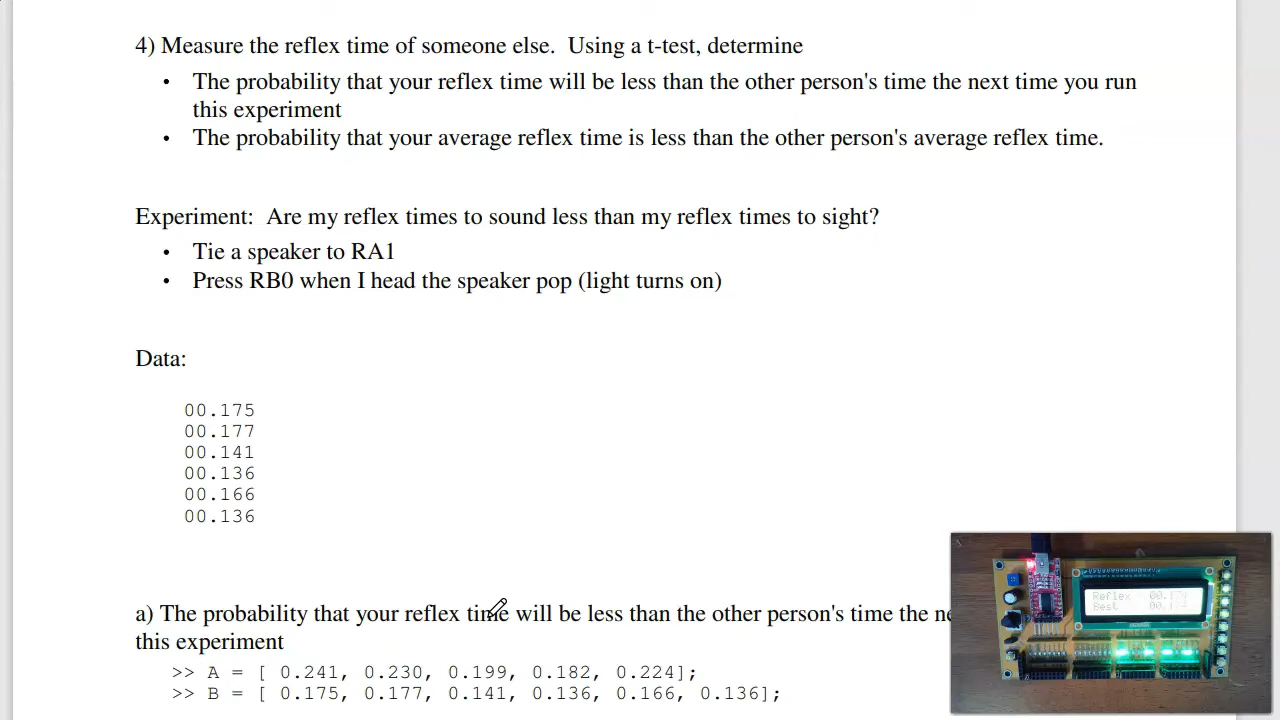 4) Measure the reflex time of someone else. Using a t-test, determine
• The probability that your reflex time will be less than the other person's time the next time you run
this experiment
• The probability that your average reflex time is less than the other person's average reflex time.
Experiment: Are my reflex times to sound less than my reflex times to sight?
• Tie a speaker to RA1
• Press RB0 when I head the speaker pop (light turns on)
Data:
00.175
00.177
00.141
00.136
00.166
00.136
a) The probability that your reflex time will be less than the other person's time the
this experiment
>> A = [ 0.241, 0.230, 0.199, 0.182, 0.224];
>> B = [ 0.175, 0.177, 0.141, 0.136, 0.166, 0.136];
Reflex
Best